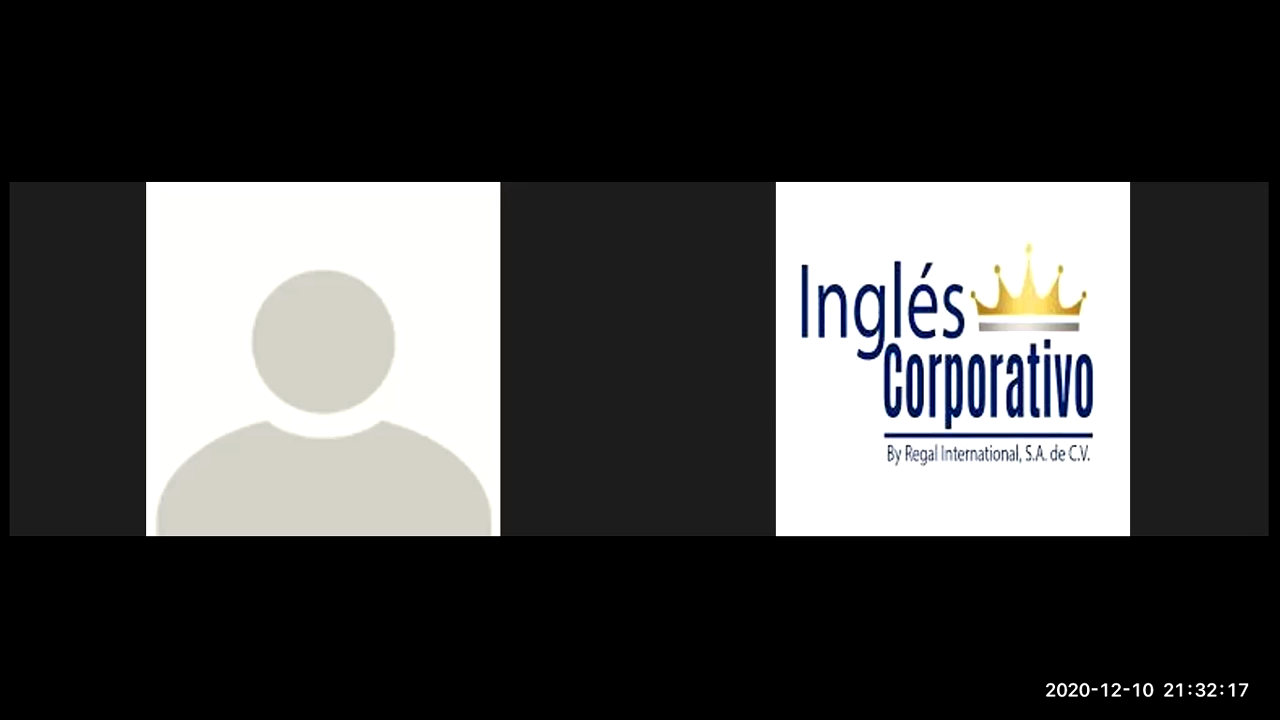 Inglés
Corporativo
By Regal International, S.A. de C.V.
2020-12-10 21:32:17